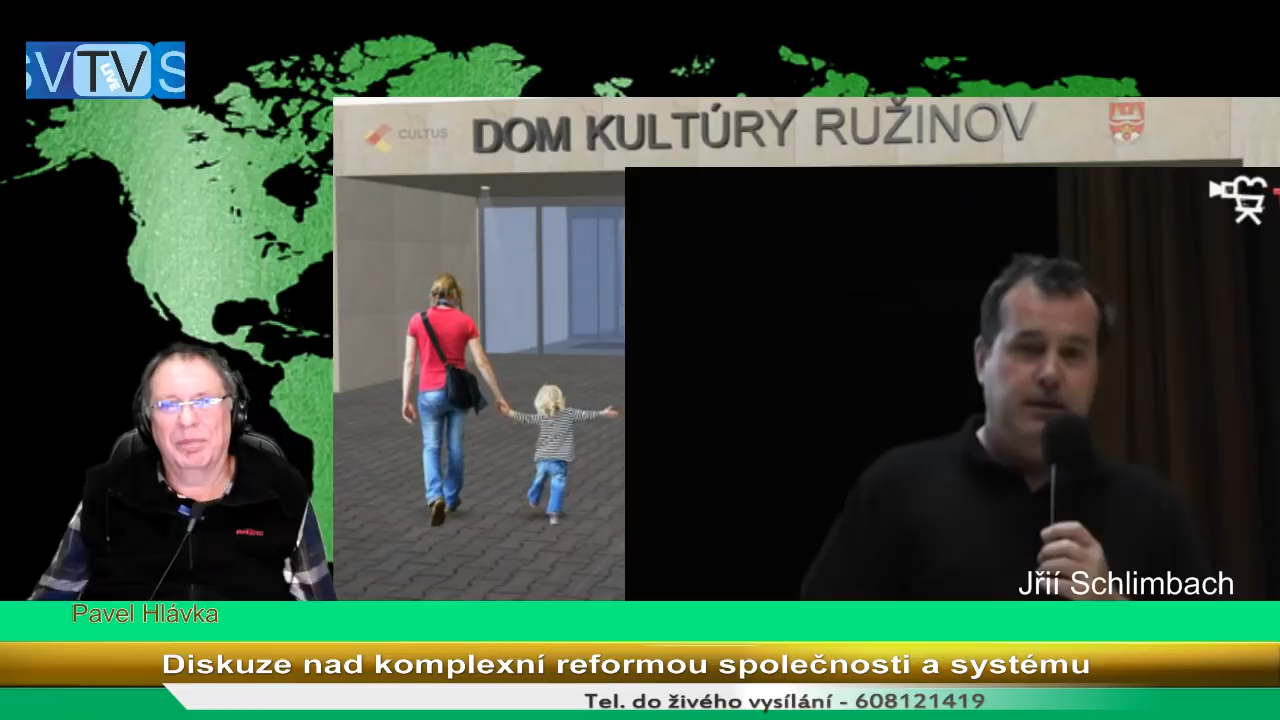 SVTVS
LIVE
CULTUS
DOM KULTÚRY RUŽINOV
Jřií Schlimbach
Pavel Hlávka
Diskuze nad komplexní reformou společnosti a systému
Tel. do živého vysílání - 608121419